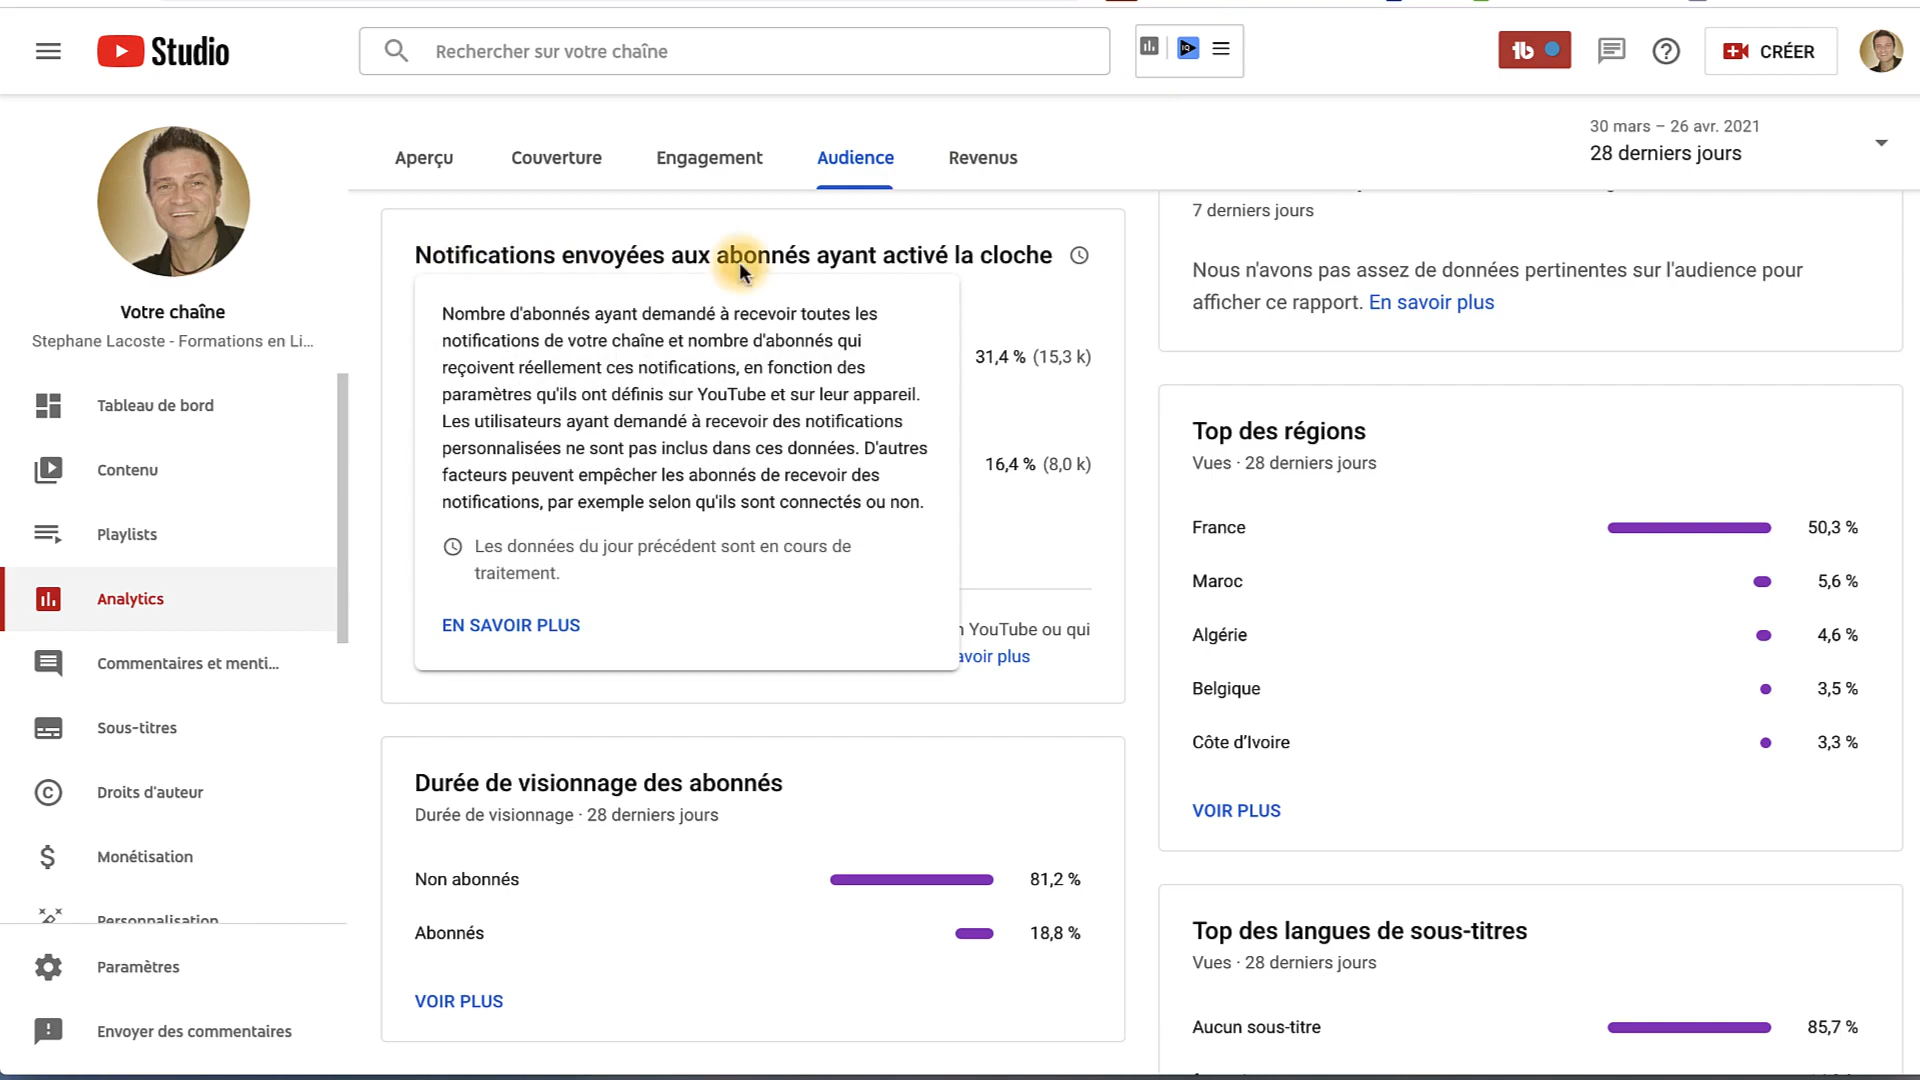 Studio
Rechercher sur votre chaîne
CRÉER
Votre chaîne
Stephane Lacoste - Formations en Li...
Tableau de bord
Contenu
Playlists
Analytics
Commentaires et menti...
Sous-titres
Droits d'auteur
Monétisation
Personnalisation
Paramètres
Envoyer des commentaires
Aperçu
Couverture
Engagement
Audience
Revenus
30 mars – 26 avr. 2021
28 derniers jours
Notifications envoyées aux abonnés ayant activé la cloche
Nombre d'abonnés ayant demandé à recevoir toutes les
notifications de votre chaîne et nombre d'abonnés qui
reçoivent réellement ces notifications, en fonction des
paramètres qu'ils ont définis sur YouTube et sur leur appareil.
Les utilisateurs ayant demandé à recevoir des notifications
personnalisées ne sont pas inclus dans ces données. D'autres
facteurs peuvent empêcher les abonnés de recevoir des
notifications, par exemple selon qu'ils sont connectés ou non.
Les données du jour précédent sont en cours de
traitement.
EN SAVOIR PLUS
31,4 % (15,3 k)
16,4 % (8,0 k)
YouTube ou qui
avoir plus
Durée de visionnage des abonnés
Durée de visionnage · 28 derniers jours
Non abonnés 81,2 %
Abonnés 18,8 %
VOIR PLUS
7 derniers jours
Nous n'avons pas assez de données pertinentes sur l'audience pour
afficher ce rapport. En savoir plus
Top des régions
Vues · 28 derniers jours
France 50,3 %
Maroc 5,6 %
Algérie 4,6 %
Belgique 3,5 %
Côte d'Ivoire 3,3 %
VOIR PLUS
Top des langues de sous-titres
Vues · 28 derniers jours
Aucun sous-titre 85,7 %